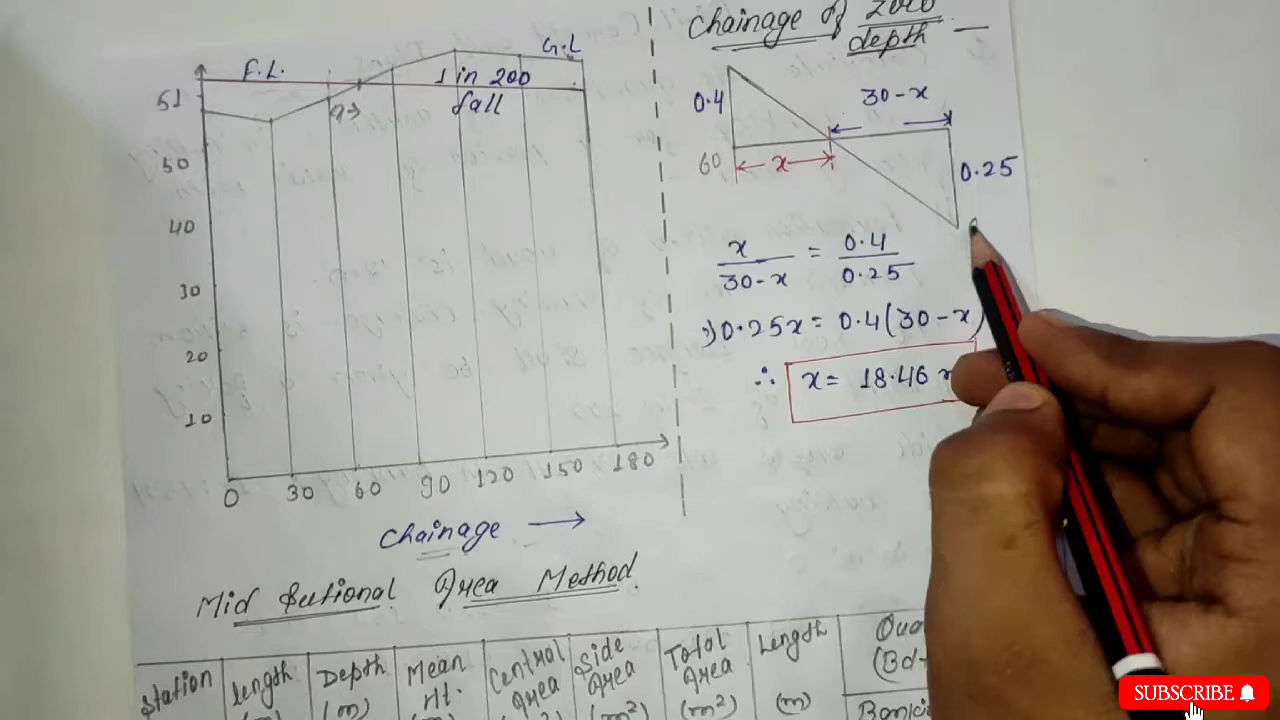 F.L.
G.L
1 in 200
fall
51
50
40
30
20
10
0 30 60 90 120 150 180
Chainage
Mid Sectional Area Method
Station
Length
Depth
(m)
Mean
Ht.
Central
Area
Side
Area
(m²)
Total
Area
(m²)
Length
(m)
Chainage of zero
depth
0.4
30-x
60
x
0.25
x/30-x = 0.4/0.25
0.25x = 0.4(30-x)
∴ x = 18.46
SUBSCRIBE